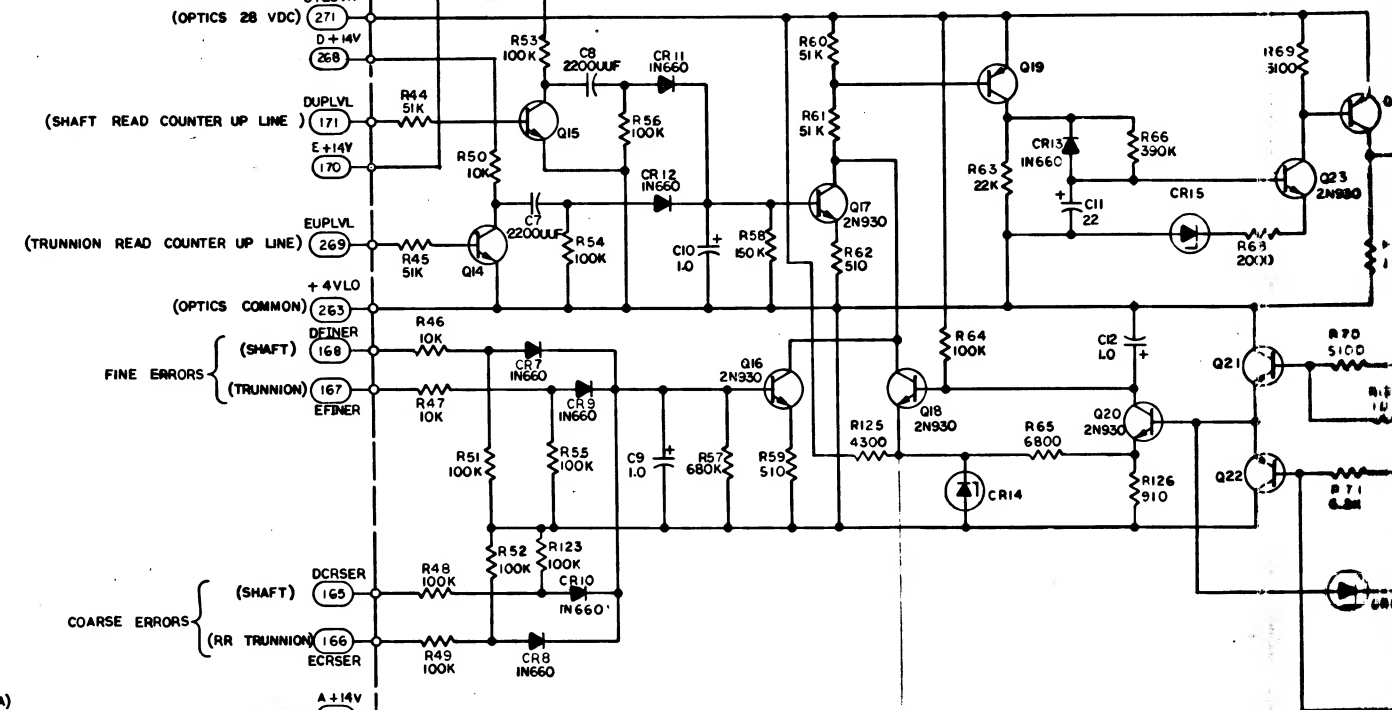 (OPTICS 28 VDC) 271
D+14V
268
DUPLVL
(SHAFT READ COUNTER UP LINE ) 171
E+14V
170
EUPLVL
(TRUNNION READ COUNTER UP LINE) 269
+ 4VLO
(OPTICS COMMON) 263
DFINER
(SHAFT) 168
FINE ERRORS
(TRUNNION) 167
EFINER
DCRSER
(SHAFT) 165
COARSE ERRORS
(RR TRUNNION) 166
ECRSER
A+14V
A)
R44
51K
R45
51K
R46
10K
R47
10K
R48
100K
R49
100K
R50
10K
Q14
R53
100K
Q15
C8
2200UUF
CR11
1N660
R56
100K
C7
2200UUF
R54
100K
CR12
1N660
C10
1.0
+
R58
150K
R60
51K
R61
51K
Q17
2N930
R62
510
Q19
R63
22K
CR13
1N660
R66
390K
+
C11
22
CR15
R69
5100
Q23
2N930
CR7
1N660
CR9
1N660
R51
100K
R55
100K
C9
1.0
+
R57
680K
R59
510
Q16
2N930
R52
100K
R123
100K
CR10
1N660
CR8
1N660
Q18
2N930
R64
100K
R125
4300
CR14
R65
6800
C12
1.0
+
Q20
2N930
R126
910
Q21
Q22
R70
5100
R71